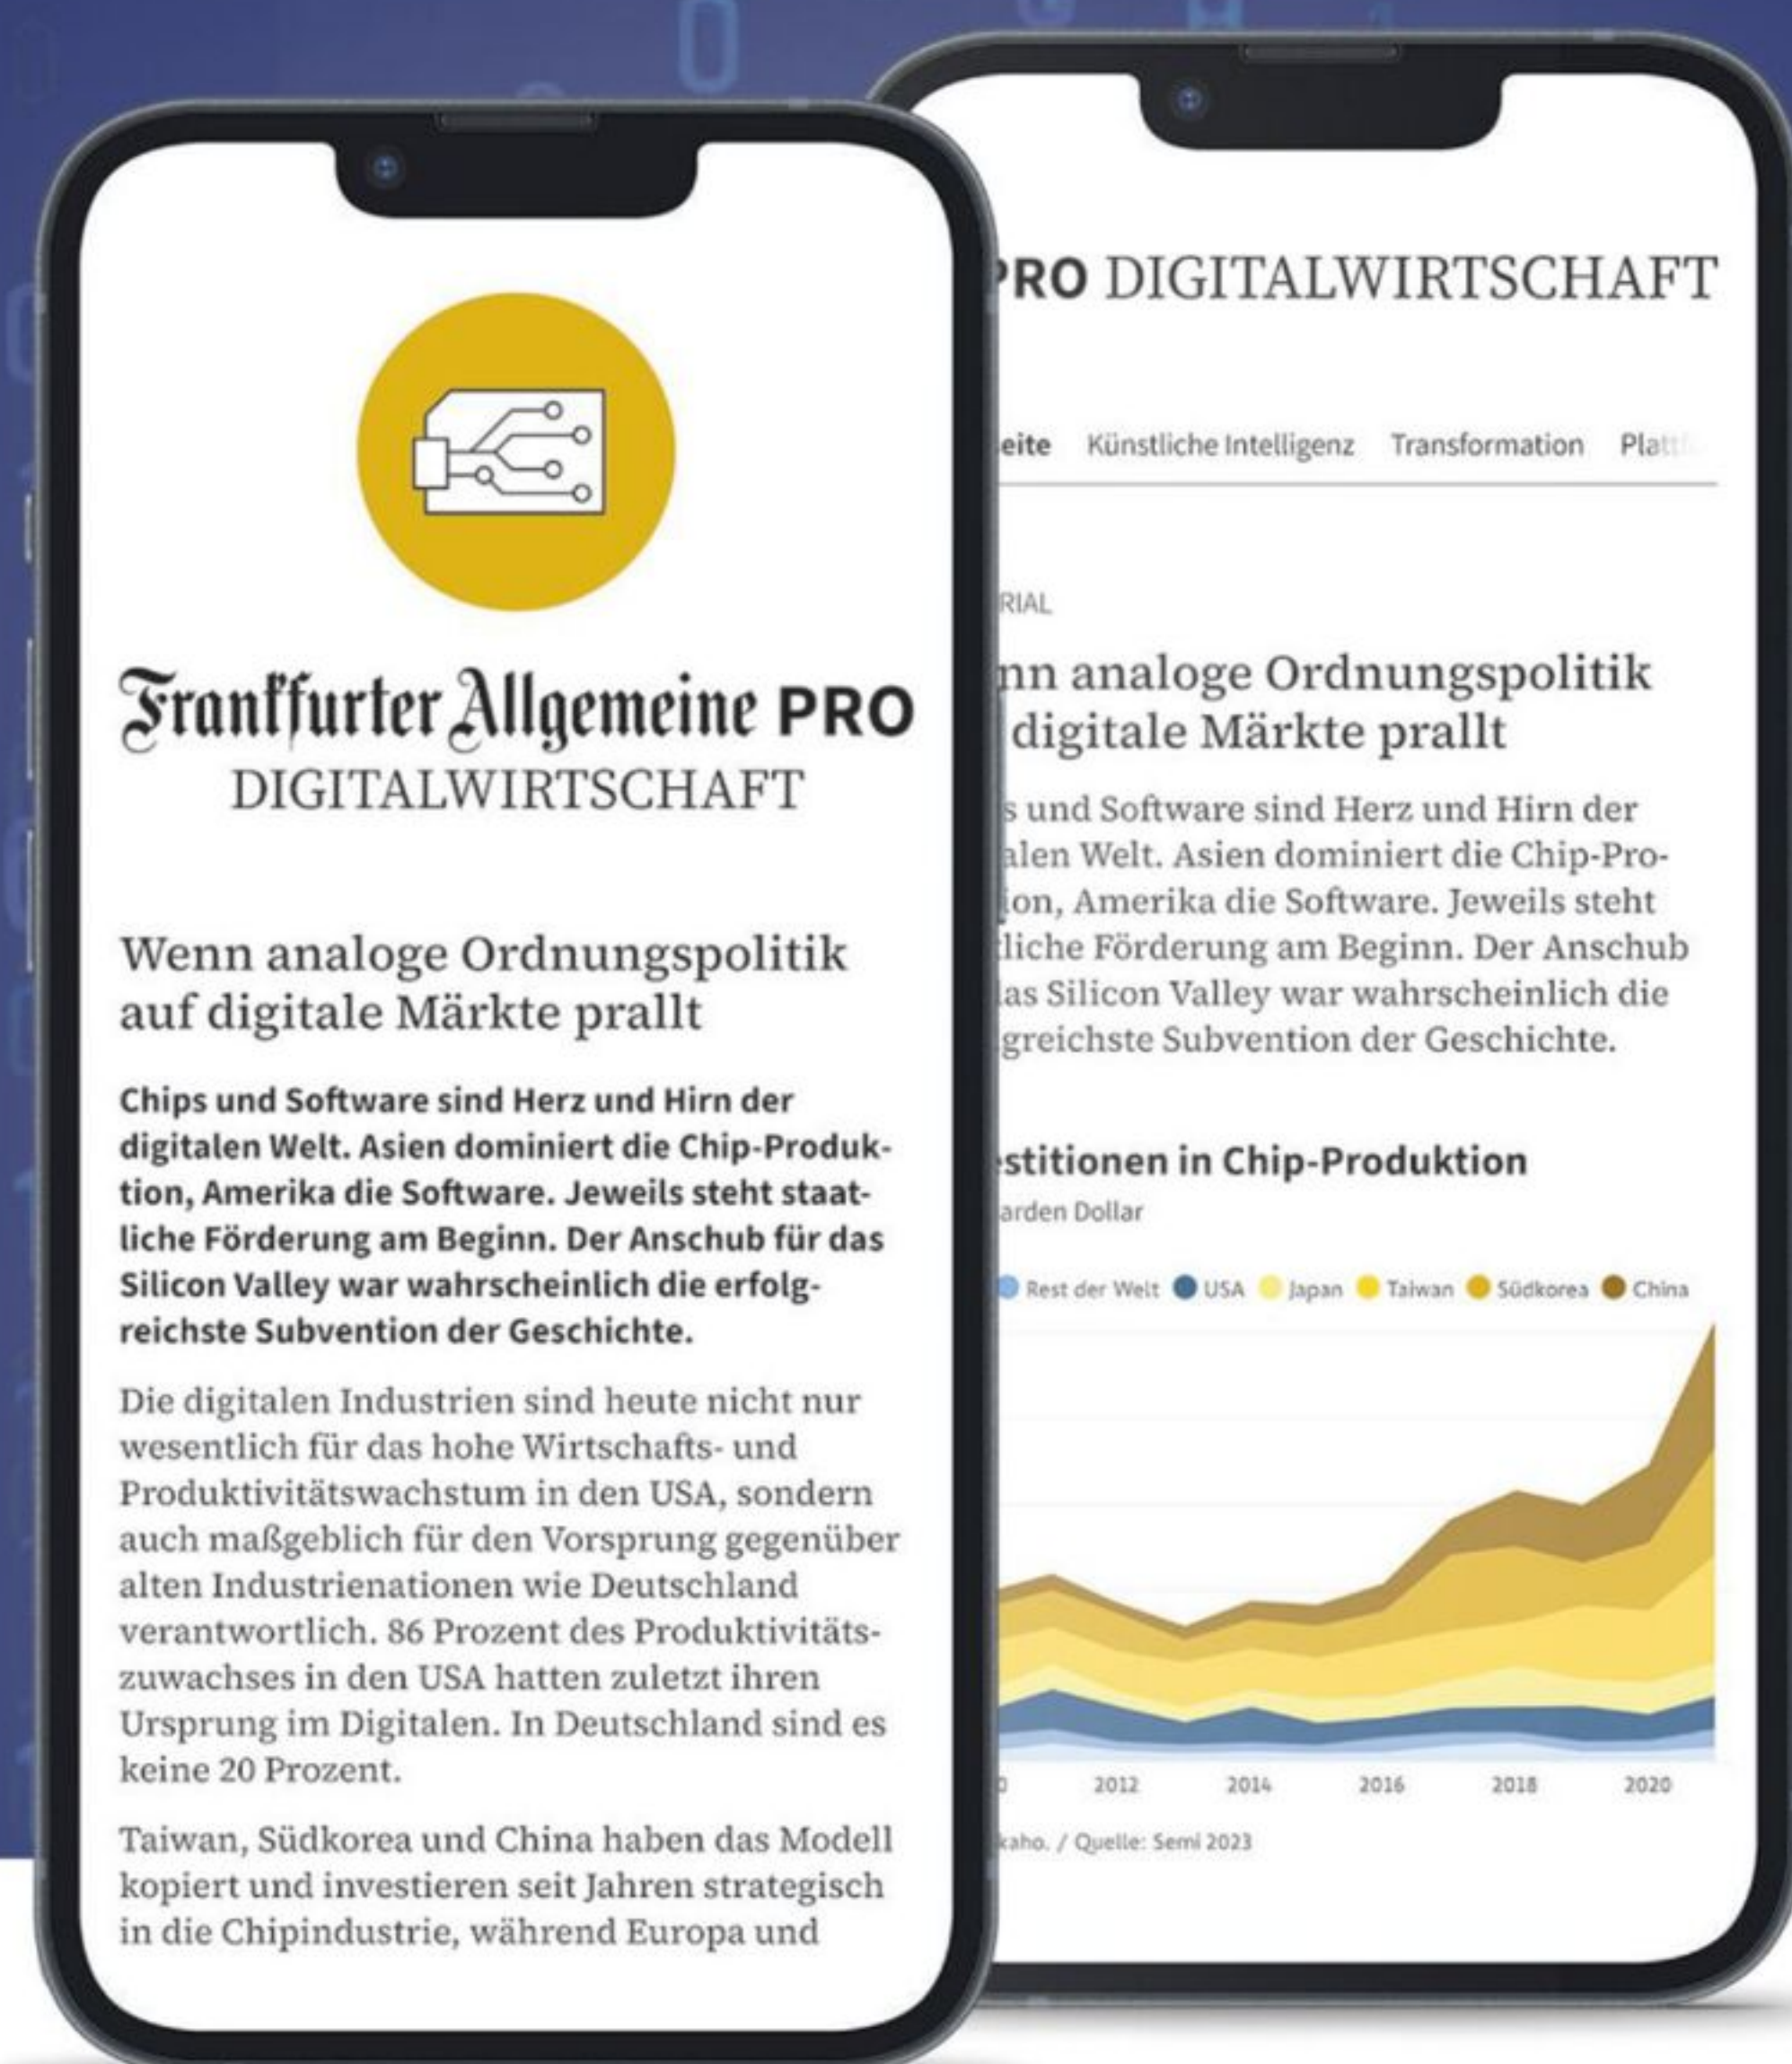 Frankfurter Allgemeine PRO
DIGITALWIRTSCHAFT
Wenn analoge Ordnungspolitik
auf digitale Märkte prallt
Chips und Software sind Herz und Hirn der
digitalen Welt. Asien dominiert die Chip-Produk-
tion, Amerika die Software. Jeweils steht staat-
liche Förderung am Beginn. Der Anschub für das
Silicon Valley war wahrscheinlich die erfolg-
reichste Subvention der Geschichte.
Die digitalen Industrien sind heute nicht nur
wesentlich für das hohe Wirtschafts- und
Produktivitätswachstum in den USA, sondern
auch maßgeblich für den Vorsprung gegenüber
alten Industrienationen wie Deutschland
verantwortlich. 86 Prozent des Produktivitäts-
zuwachses in den USA hatten zuletzt ihren
Ursprung im Digitalen. In Deutschland sind es
keine 20 Prozent.
Taiwan, Südkorea und China haben das Modell
kopiert und investieren seit Jahren strategisch
in die Chipindustrie, während Europa und
PRO DIGITALWIRTSCHAFT
eite Künstliche Intelligenz Transformation Platt
RIAL
nn analoge Ordnungspolitik
digitale Märkte prallt
s und Software sind Herz und Hirn der
alen Welt. Asien dominiert die Chip-Pro-
ion, Amerika die Software. Jeweils steht
liche Förderung am Beginn. Der Anschub
as Silicon Valley war wahrscheinlich die
greichste Subvention der Geschichte.
stitionen in Chip-Produktion
arden Dollar
Rest der Welt USA Japan Taiwan Südkorea China
0 2012 2014 2016 2018 2020
kaho. / Quelle: Semi 2023